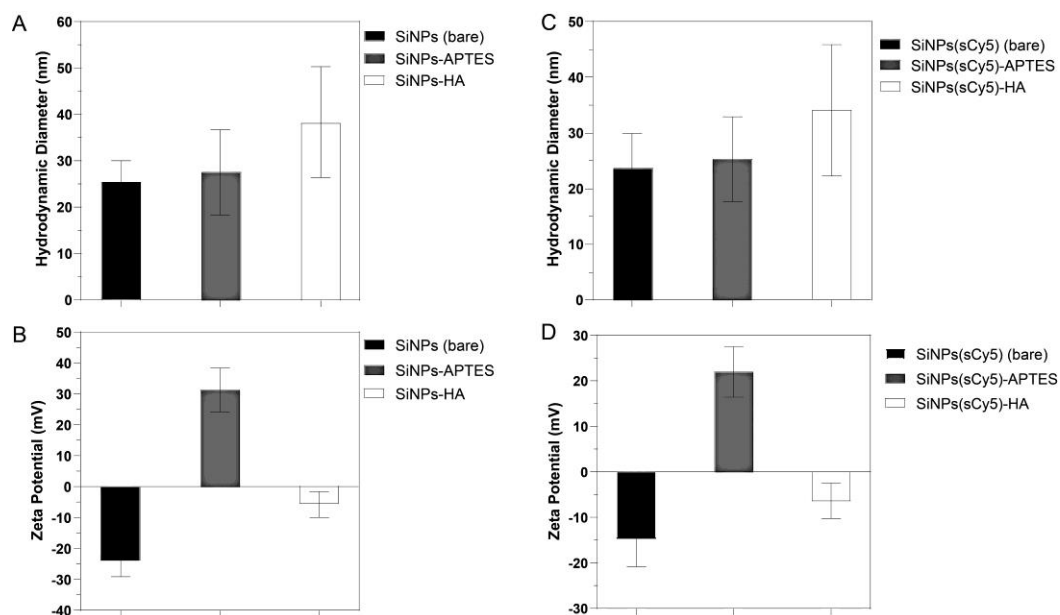 A
Hydrodynamic Diameter (nm)
60
50
40
30
20
10
0
SiNPs (bare)
SiNPs-APTES
SiNPs-HA
C
Hydrodynamic Diameter (nm)
50
40
30
20
10
0
SiNPs(sCy5) (bare)
SiNPs(sCy5)-APTES
SiNPs(sCy5)-HA
B
Zeta Potential (mV)
50
40
30
20
10
0
-10
-20
-30
-40
SiNPs (bare)
SiNPs-APTES
SiNPs-HA
D
Zeta Potential (mV)
30
20
10
0
-10
-20
-30
SiNPs(sCy5) (bare)
SiNPs(sCy5)-APTES
SiNPs(sCy5)-HA